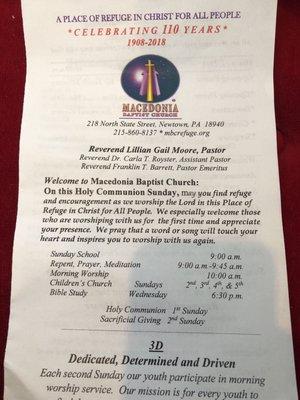 A PLACE OF REFUGE IN CHRIST FOR ALL PEOPLE
*CELEBRATING 110 YEARS*
1908-2018
MACEDONIA
BAPTIST CHURCH
218 North State Street, Newtown, PA 18940
215-860-8137 * mbcrefuge.org
Reverend Lillian Gail Moore, Pastor
Reverend Dr. Carla T. Royster, Assistant Pastor
Reverend Franklin T. Barrett, Pastor Emeritus
Welcome to Macedonia Baptist Church:
On this Holy Communion Sunday, may you find refuge
and encouragement as we worship the Lord in this Place of
Refuge in Christ for All People. We especially welcome those
who are worshiping with us for the first time and appreciate
your presence. We pray that a word or song will touch your
heart and inspires you to worship with us again.
Sunday School 9:00 a.m.
Repent, Prayer, Meditation 9:00 a.m.-9:45 a.m.
Morning Worship 10:00 a.m.
Children's Church Sundays 2nd, 3rd, 4th, & 5th
Bible Study Wednesday 6:30 p.m.
Holy Communion 1st Sunday
Sacrificial Giving 2nd Sunday
3D
Dedicated, Determined and Driven
Each second Sunday our youth participate in morning
worship service. Our mission is for every youth to